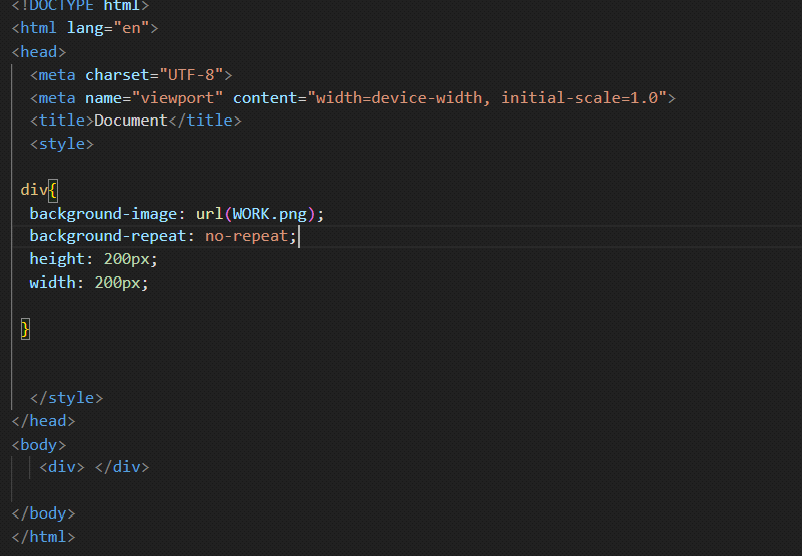 <!DOCTYPE html>
<html lang="en">
<head>
<meta charset="UTF-8">
<meta name="viewport" content="width=device-width, initial-scale=1.0">
<title>Document</title>
<style>
div{
background-image: url(WORK.png);
background-repeat: no-repeat;
height: 200px;
width: 200px;
}
</style>
</head>
<body>
<div> </div>
</body>
</html>